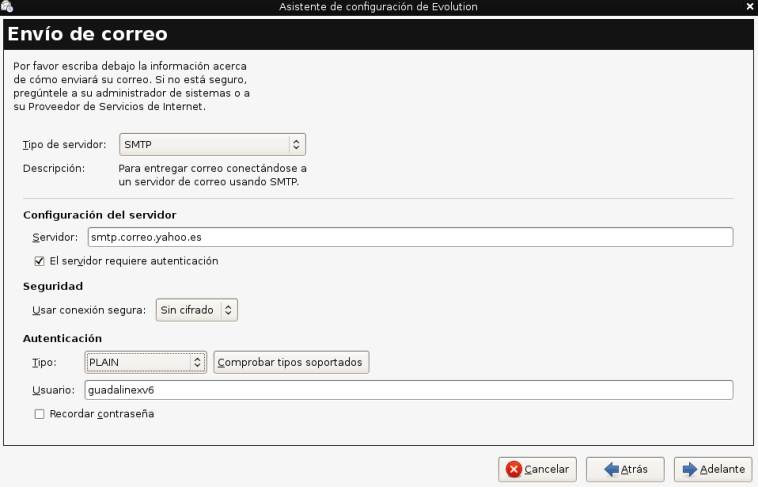 Asistente de configuración de Evolution
Envío de correo
Por favor escriba debajo la información acerca
de cómo enviará su correo. Si no está seguro,
pregúntele a su administrador de sistemas o a
su Proveedor de Servicios de Internet.
Tipo de servidor: SMTP
Descripción: Para entregar correo conectándose a
un servidor de correo usando SMTP.
Configuración del servidor
Servidor: smtp.correo.yahoo.es
El servidor requiere autenticación
Seguridad
Usar conexión segura: Sin cifrado
Autenticación
Tipo: PLAIN Comprobar tipos soportados
Usuario: guadalinexv6
Recordar contraseña
Cancelar Atrás Adelante